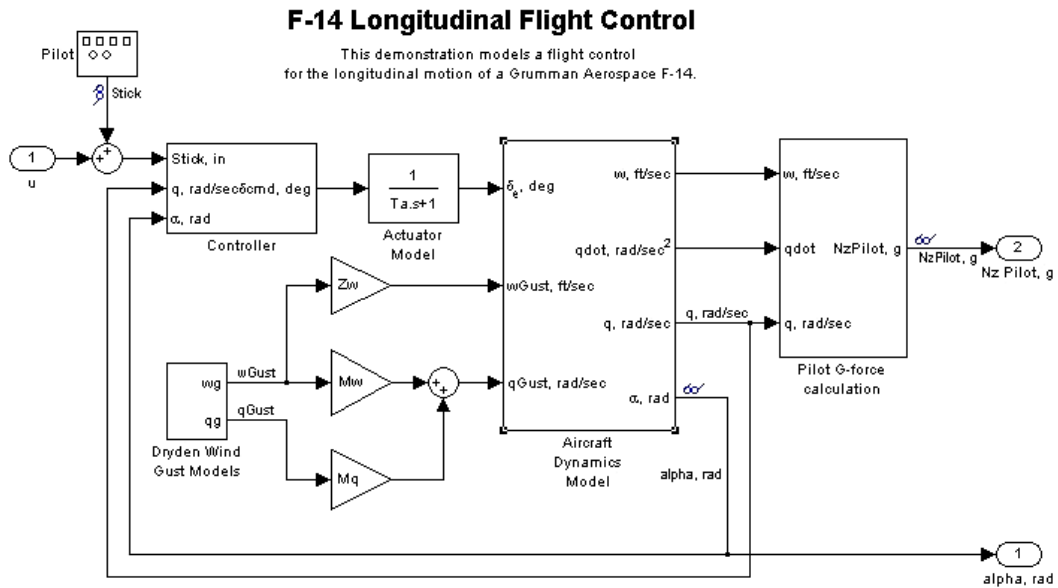 F-14 Longitudinal Flight Control
This demonstration models a flight control
for the longitudinal motion of a Grumman Aerospace F-14.
Pilot
Stick
1
u
++
Stick, in
q, rad/secδcmd, deg
α, rad
Controller
1
Ta.s+1
Actuator
Model
Zw
Mw
Mq
++
wg
qg
wGust
qGust
Dryden Wind
Gust Models
δe, deg
wGust, ft/sec
qGust, rad/sec
w, ft/sec
qdot, rad/sec2
q, rad/sec
α, rad
Aircraft
Dynamics
Model
q, rad/sec
alpha, rad
w, ft/sec
qdot
q, rad/sec
NzPilot, g
Pilot G-force
calculation
NzPilot, g
2
Nz Pilot, g
1
alpha, rad